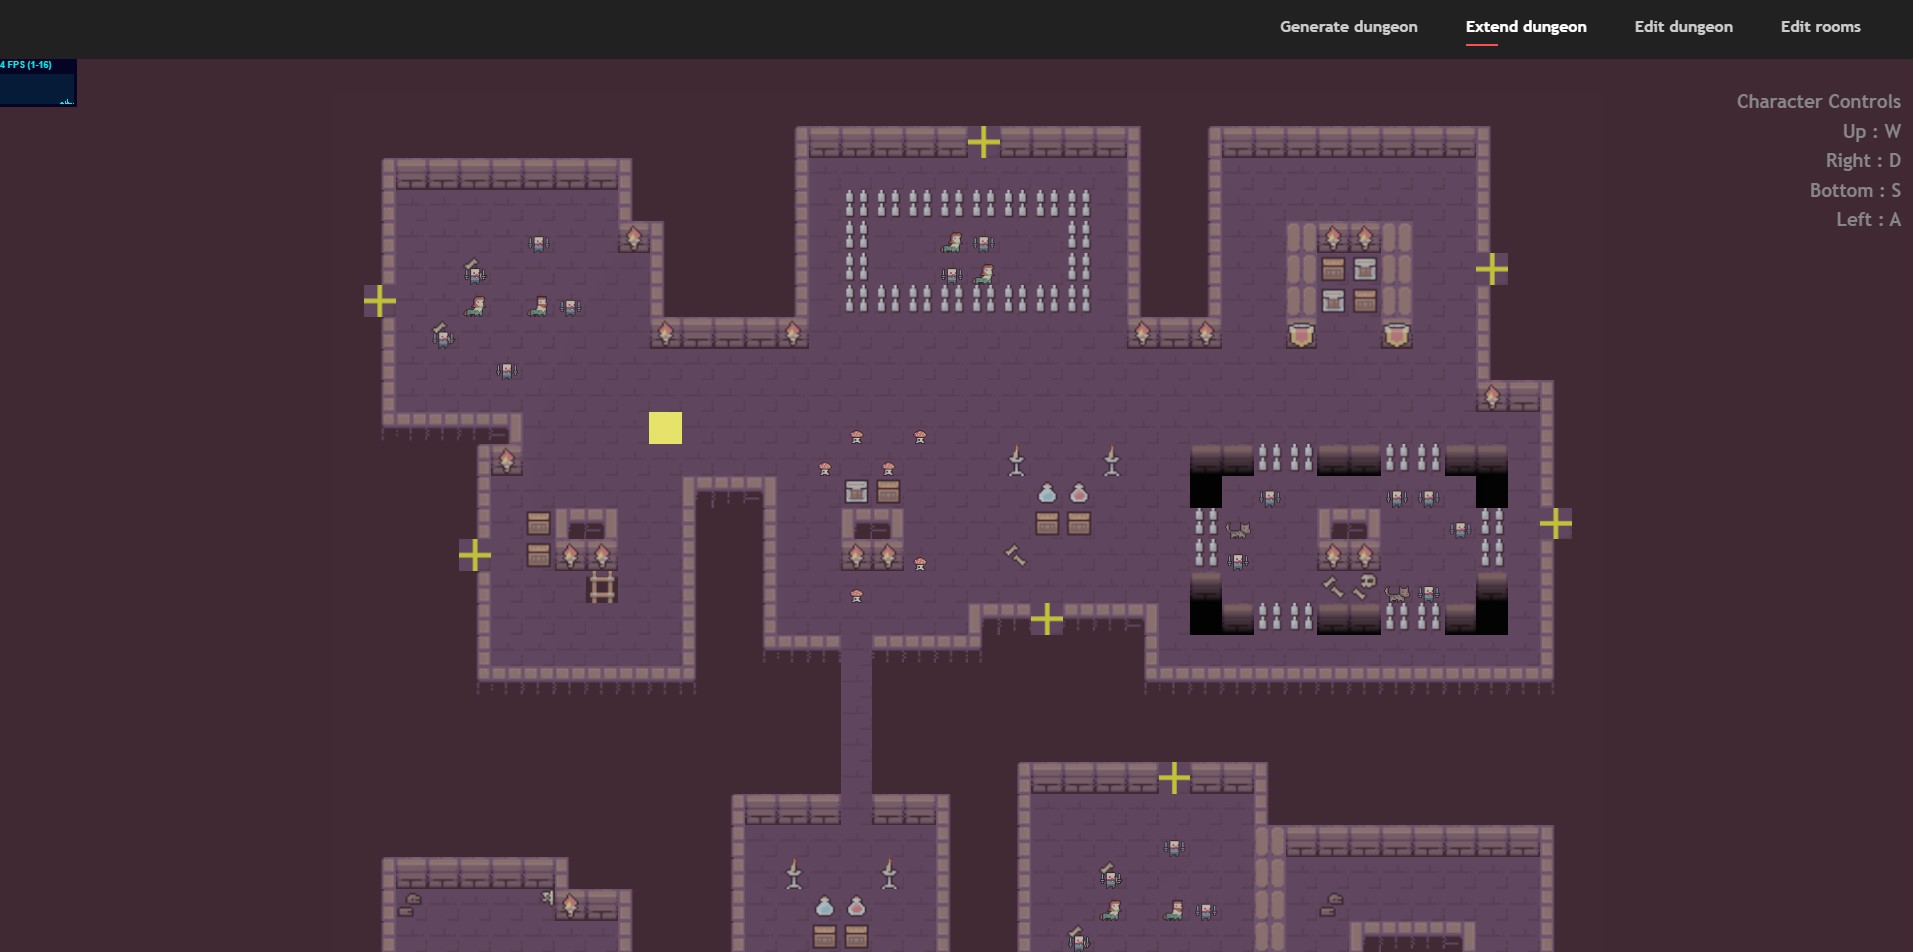 Generate dungeon Extend dungeon Edit dungeon Edit rooms
4 FPS (1-16)
Character Controls
Up : W
Right : D
Bottom : S
Left : A